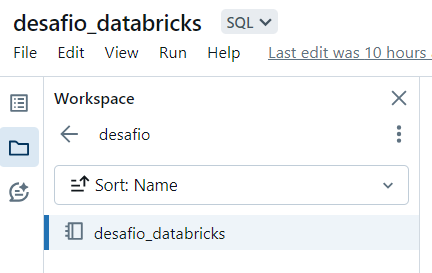 desafio_databricks SQL
File Edit View Run Help Last edit was 10 hours
Workspace
desafio
Sort: Name
desafio_databricks